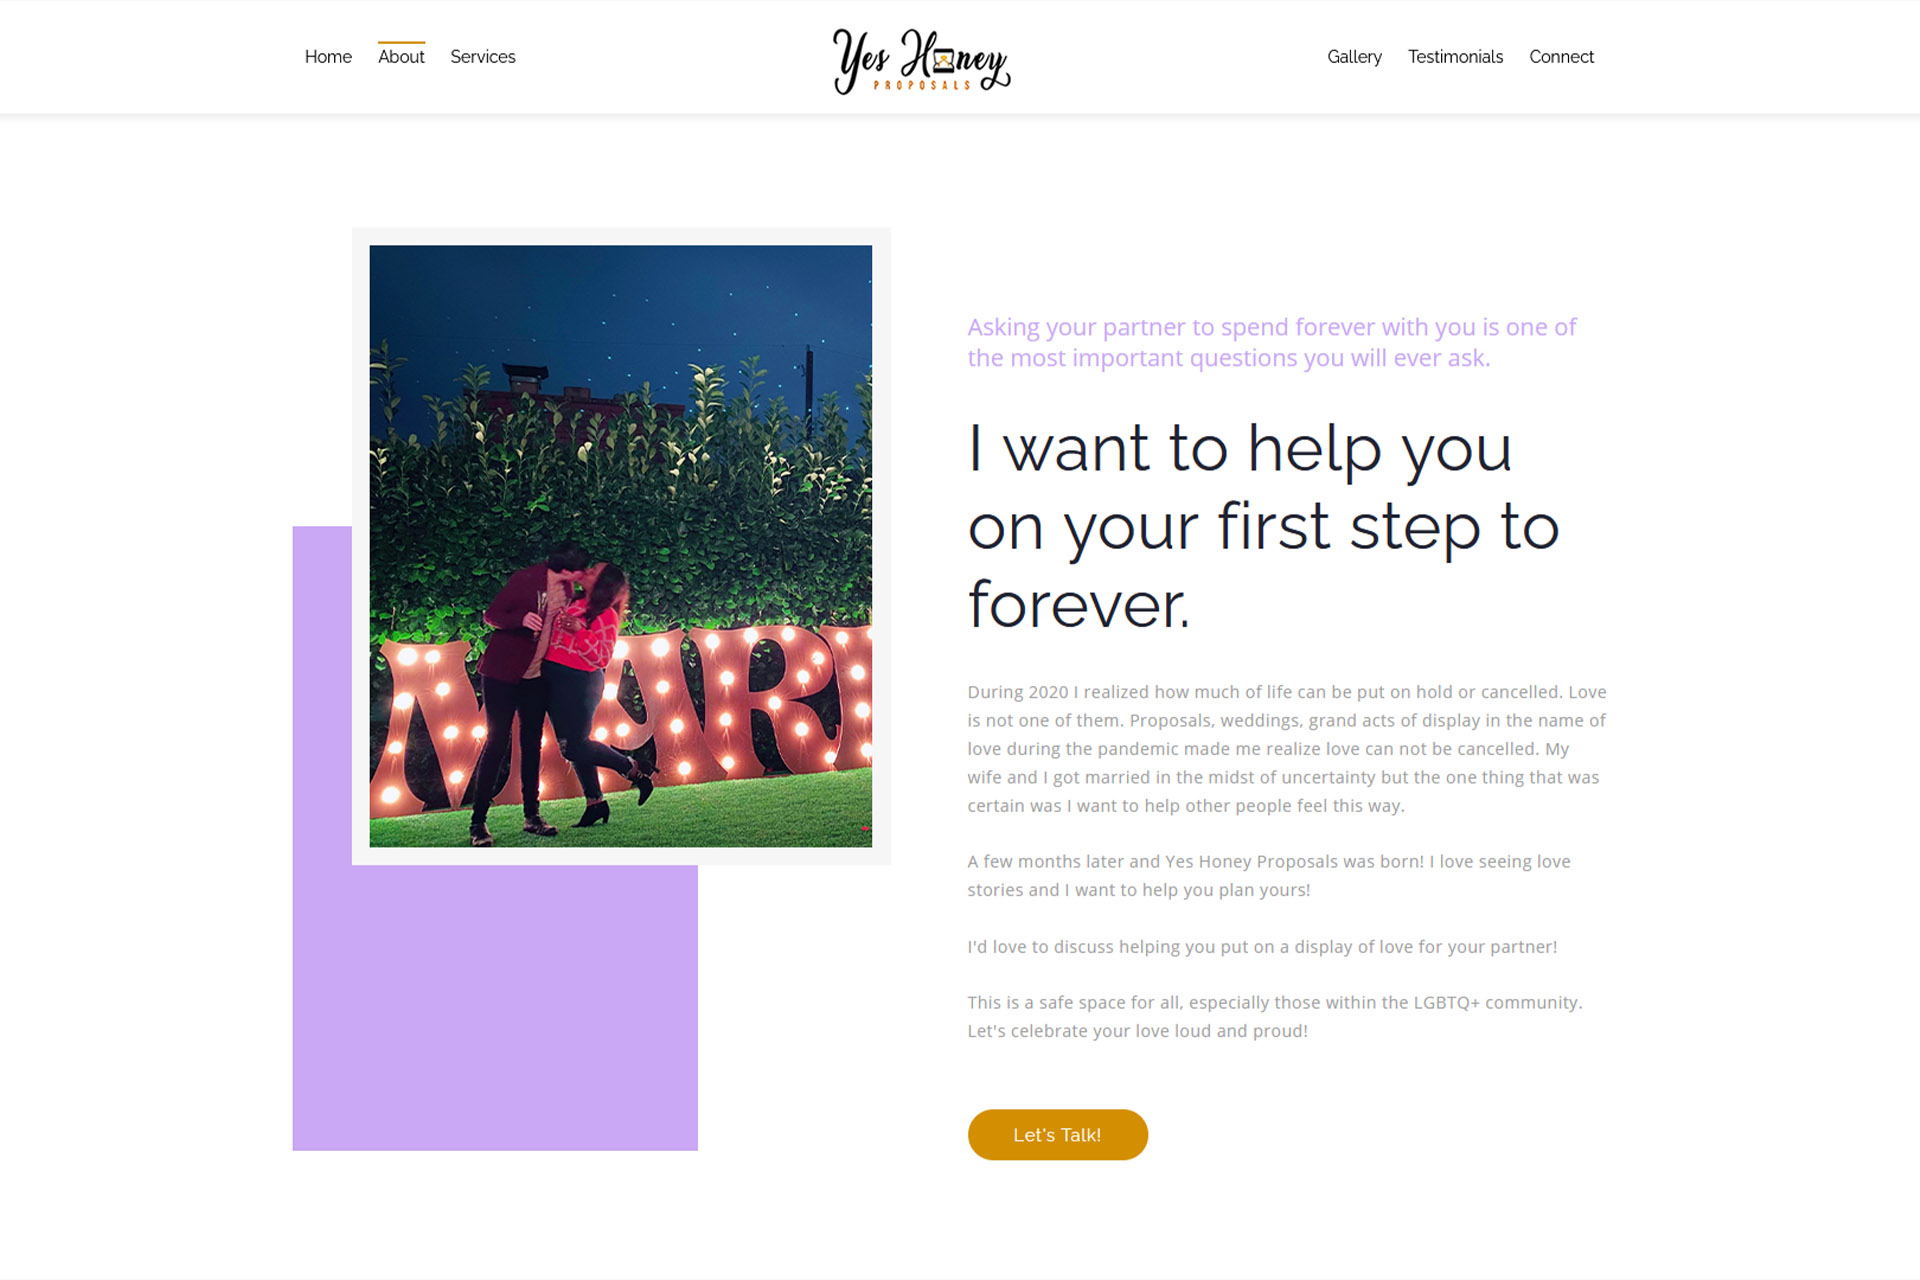 Home About Services
Yes Honey
PROPOSALS
Gallery Testimonials Connect
MARR
Asking your partner to spend forever with you is one of
the most important questions you will ever ask.
I want to help you
on your first step to
forever.
During 2020 I realized how much of life can be put on hold or cancelled. Love
is not one of them. Proposals, weddings, grand acts of display in the name of
love during the pandemic made me realize love can not be cancelled. My
wife and I got married in the midst of uncertainty but the one thing that was
certain was I want to help other people feel this way.
A few months later and Yes Honey Proposals was born! I love seeing love
stories and I want to help you plan yours!
I'd love to discuss helping you put on a display of love for your partner!
This is a safe space for all, especially those within the LGBTQ+ community.
Let's celebrate your love loud and proud!
Let's Talk!